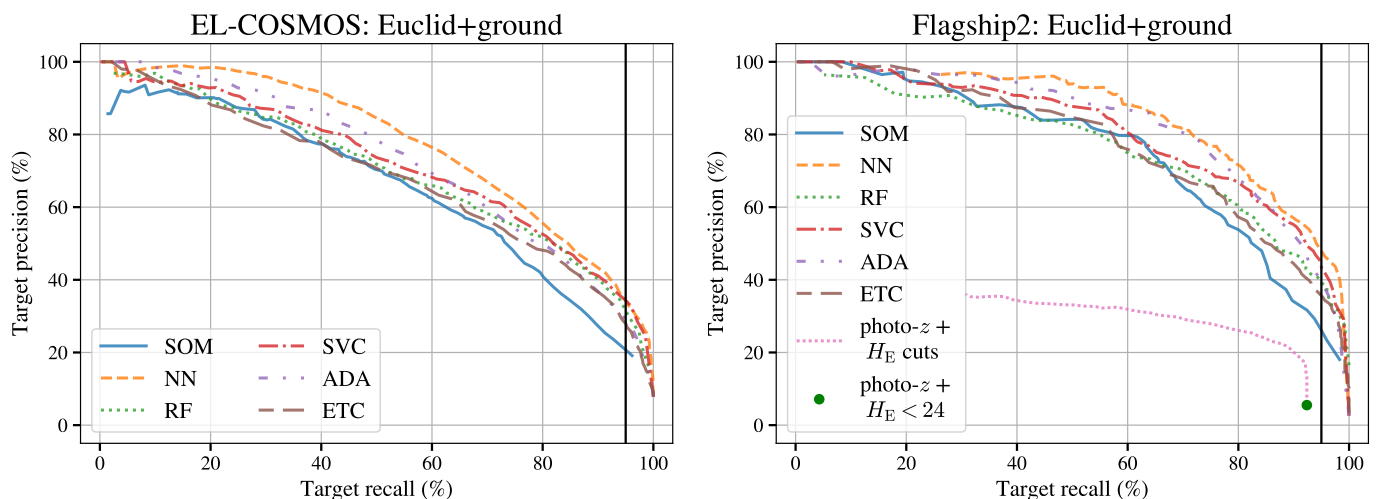 EL-COSMOS: Euclid+ground
Target precision (%)
100
80
60
40
20
0
SOM
NN
RF
SVC
ADA
ETC
0 20 40 60 80 100
Target recall (%)
Flagship2: Euclid+ground
Target precision (%)
100
80
60
40
20
0
SOM
NN
RF
SVC
ADA
ETC
photo-z +
H_E cuts
photo-z +
H_E < 24
0 20 40 60 80 100
Target recall (%)